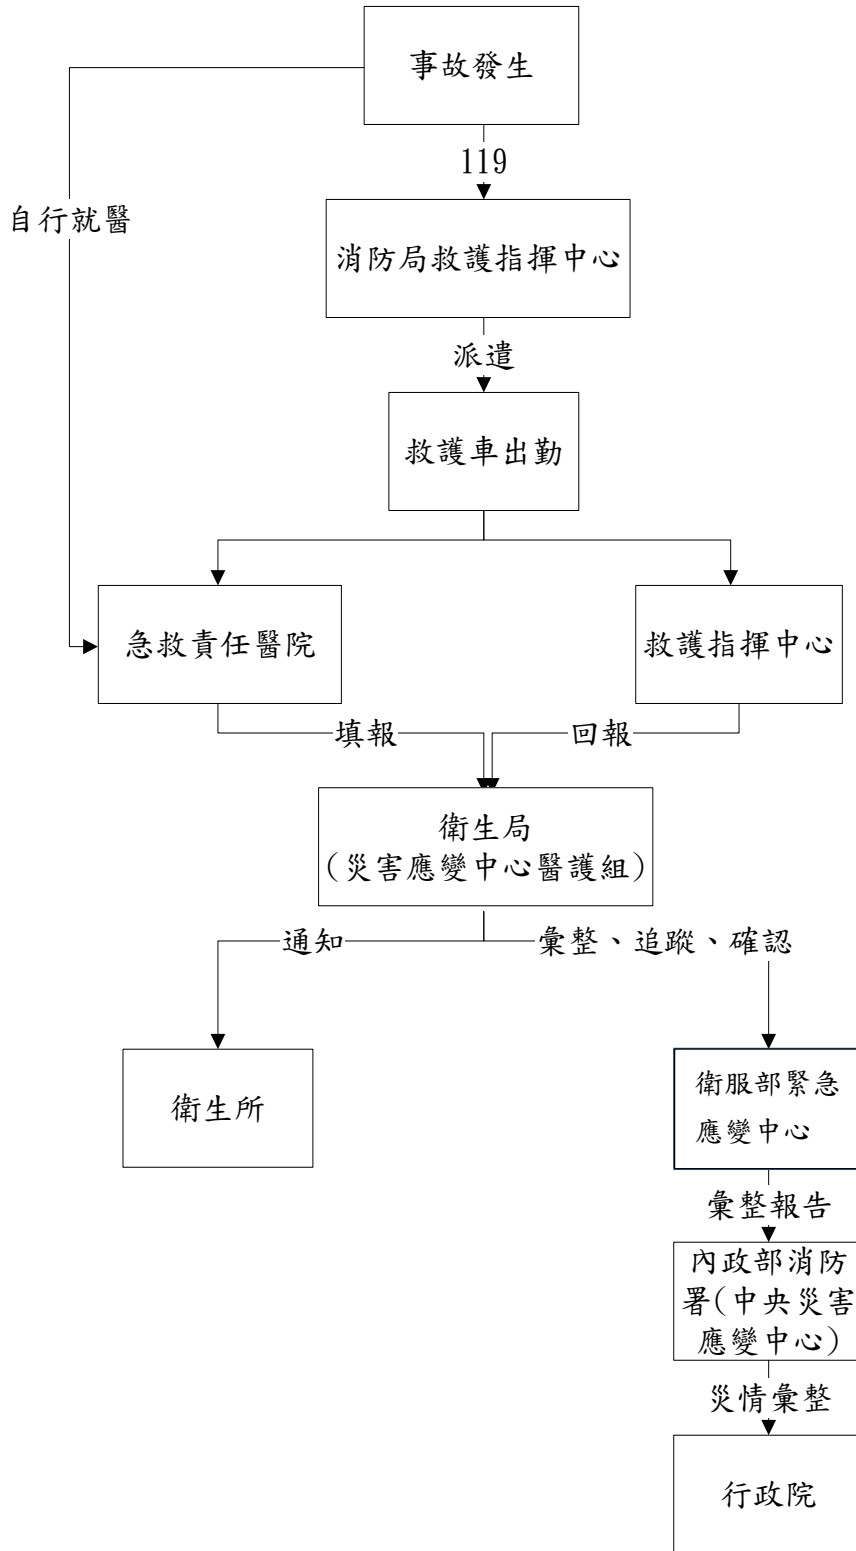 事故發生
119
自行就醫
消防局救護指揮中心
派遣
救護車出勤
急救責任醫院
救護指揮中心
填報
回報
衛生局
(災害應變中心醫護組)
通知
彙整、追蹤、確認
衛生所
衛服部緊急
應變中心
彙整報告
內政部消防
署(中央災害
應變中心)
災情彙整
行政院